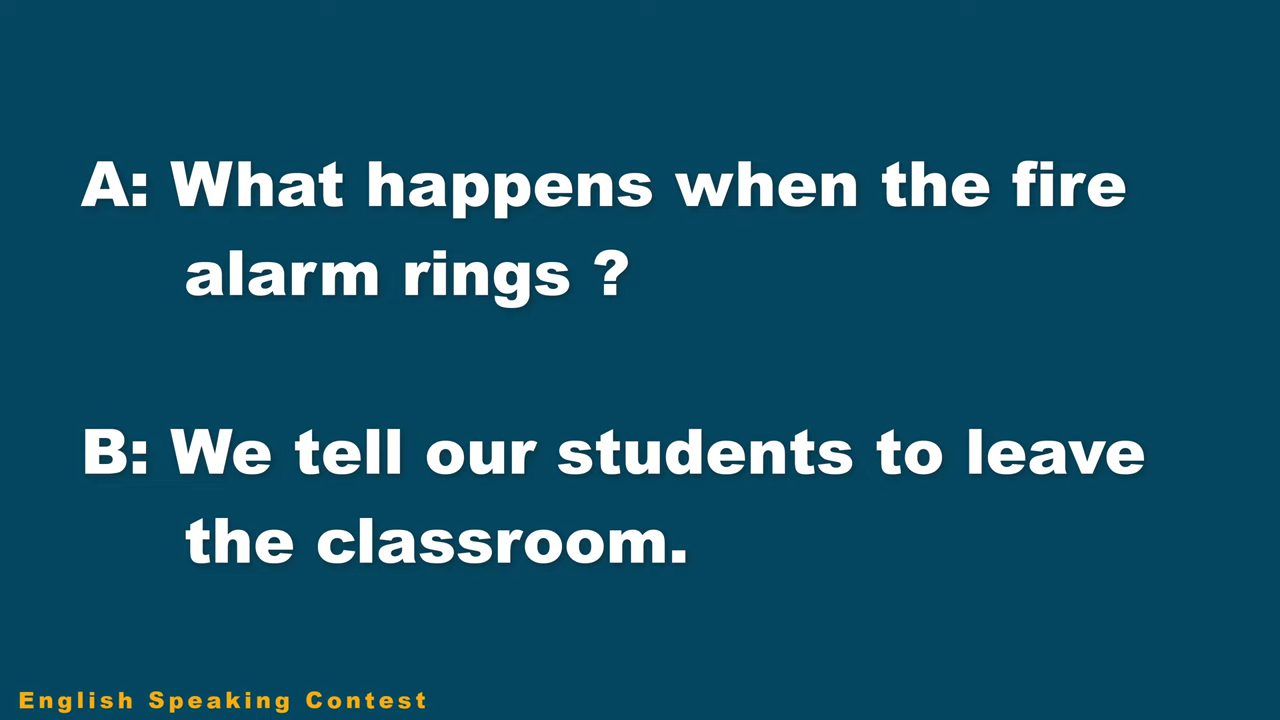 A: What happens when the fire
alarm rings ?
B: We tell our students to leave
the classroom.
English Speaking Contest